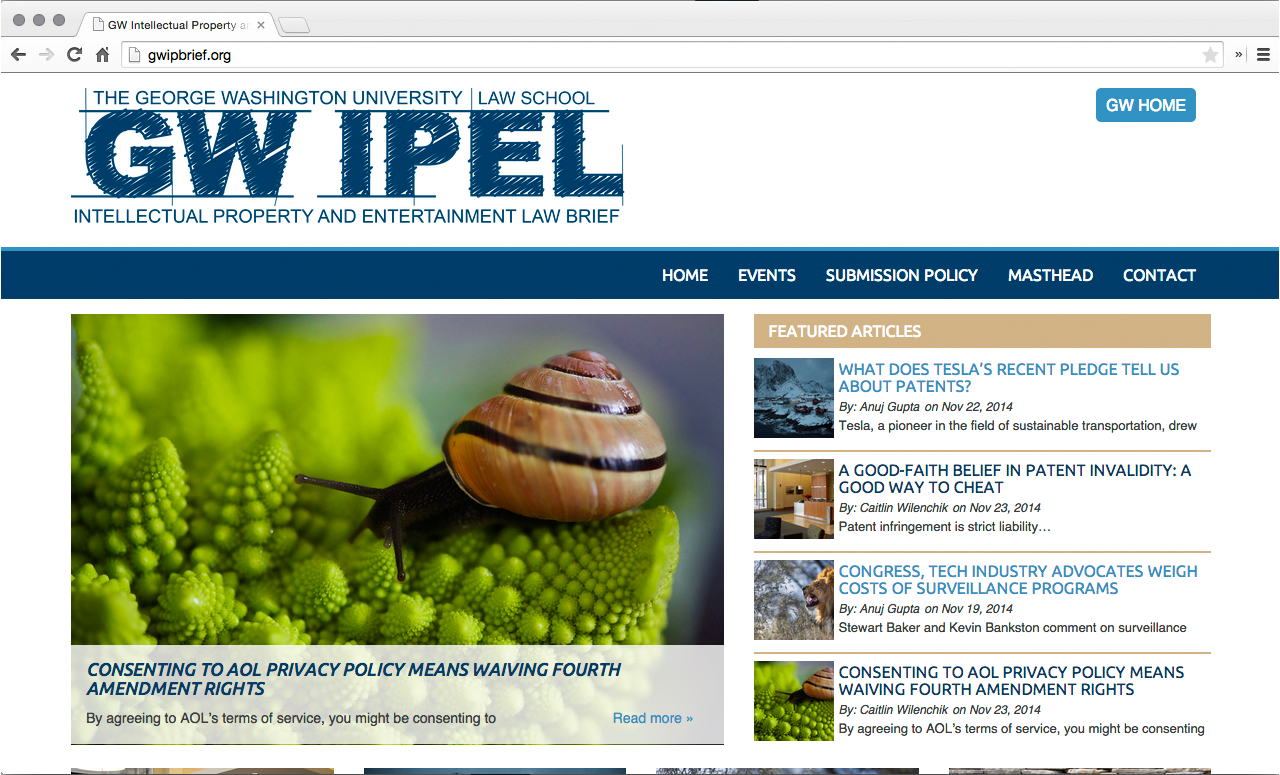 GW Intellectual Property a
gwipbrief.org
THE GEORGE WASHINGTON UNIVERSITY LAW SCHOOL
GW IPEL
INTELLECTUAL PROPERTY AND ENTERTAINMENT LAW BRIEF
GW HOME
HOME EVENTS SUBMISSION POLICY MASTHEAD CONTACT
CONSENTING TO AOL PRIVACY POLICY MEANS WAIVING FOURTH
AMENDMENT RIGHTS
By agreeing to AOL's terms of service, you might be consenting to
Read more »
FEATURED ARTICLES
WHAT DOES TESLA'S RECENT PLEDGE TELL US
ABOUT PATENTS?
By: Anuj Gupta on Nov 22, 2014
Tesla, a pioneer in the field of sustainable transportation, drew
A GOOD-FAITH BELIEF IN PATENT INVALIDITY: A
GOOD WAY TO CHEAT
By: Caitlin Wilenchik on Nov 23, 2014
Patent infringement is strict liability…
CONGRESS, TECH INDUSTRY ADVOCATES WEIGH
COSTS OF SURVEILLANCE PROGRAMS
By: Anuj Gupta on Nov 19, 2014
Stewart Baker and Kevin Bankston comment on surveillance
CONSENTING TO AOL PRIVACY POLICY MEANS
WAIVING FOURTH AMENDMENT RIGHTS
By: Caitlin Wilenchik on Nov 23, 2014
By agreeing to AOL's terms of service, you might be consenting